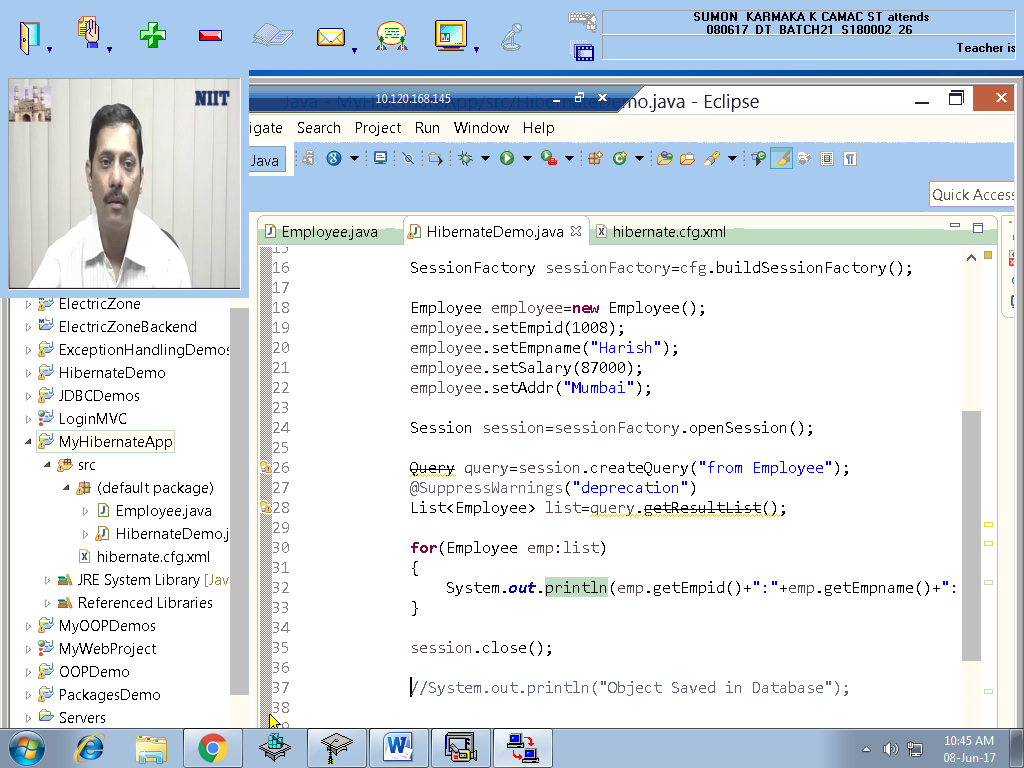 SUMON KARMAKA K CAMAC ST attends
080617_DT_BATCH21_S180002_26
Teacher is
NIIT
10.120.168.145
Java - MyHibernateApp/src/HibernateDemo.java - Eclipse
igate Search Project Run Window Help
Java
Quick Access
Employee.java
HibernateDemo.java
hibernate.cfg.xml
ElectricZone
ElectricZoneBackend
ExceptionHandlingDemos
HibernateDemo
JDBCDemos
LoginMVC
MyHibernateApp
src
(default package)
Employee.java
HibernateDemo.j
hibernate.cfg.xml
JRE System Library [Jav
Referenced Libraries
MyOOPDemos
MyWebProject
OOPDemo
PackagesDemo
Servers
15
16 SessionFactory sessionFactory=cfg.buildSessionFactory();
17
18 Employee employee=new Employee();
19 employee.setEmpid(1008);
20 employee.setEmpname("Harish");
21 employee.setSalary(87000);
22 employee.setAddr("Mumbai");
23
24 Session session=sessionFactory.openSession();
25
26 Query query=session.createQuery("from Employee");
27 @SuppressWarnings("deprecation")
28 List<Employee> list=query.getResultList();
29
30 for(Employee emp:list)
31 {
32 System.out.println(emp.getEmpid()+":"+emp.getEmpname()+":
33 }
34
35 session.close();
36
37 //System.out.println("Object Saved in Database");
38
10:45 AM
08-Jun-17